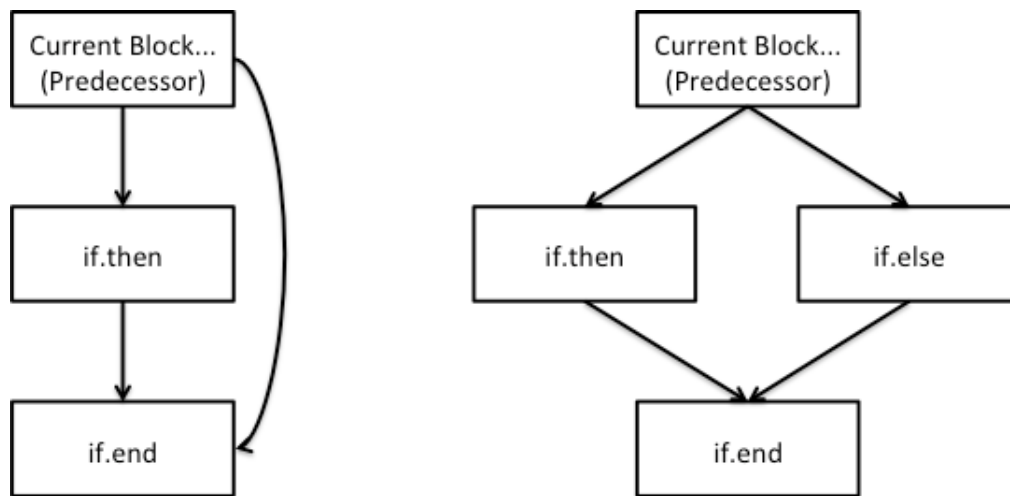 Current Block...
(Predecessor)
if.then
if.end
Current Block...
(Predecessor)
if.then
if.else
if.end